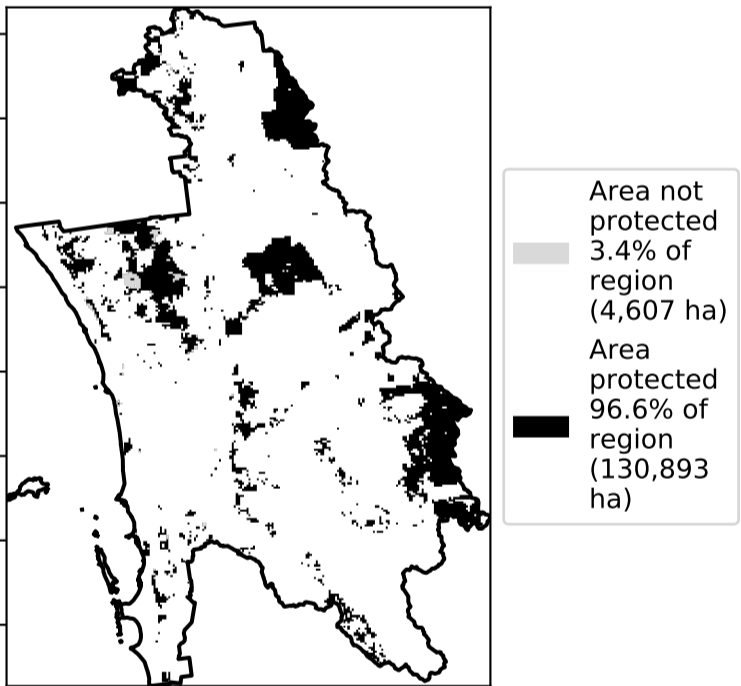 Area not
protected
3.4% of
region
(4,607 ha)
Area
protected
96.6% of
region
(130,893
ha)